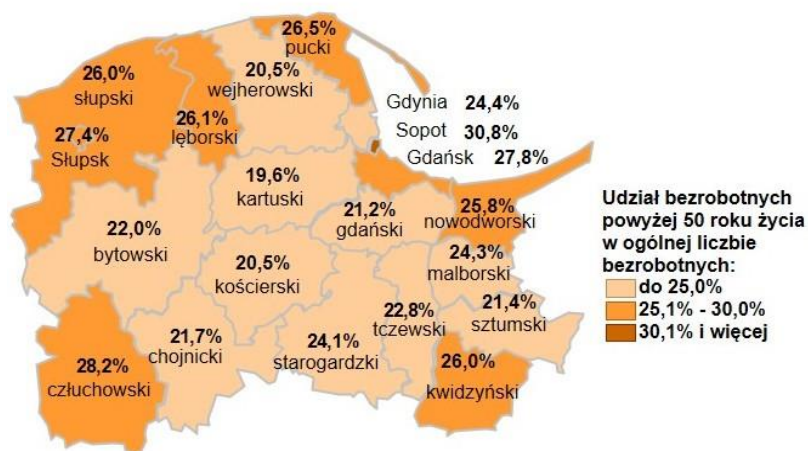 26,5%
pucki
26,0%
słupski
20,5%
wejherowski
26,1%
lęborski
27,4%
Słupsk
Gdynia 24,4%
Sopot 30,8%
Gdańsk 27,8%
19,6%
kartuski
21,2%
gdański
25,8%
nowodworski
22,0%
bytowski
20,5%
kościerski
24,3%
malborski
22,8%
tczewski
21,4%
sztumski
21,7%
chojnicki
24,1%
starogardzki
28,2%
człuchowski
26,0%
kwidzyński
Udział bezrobotnych
powyżej 50 roku życia
w ogólnej liczbie
bezrobotnych:
do 25,0%
25,1% - 30,0%
30,1% i więcej